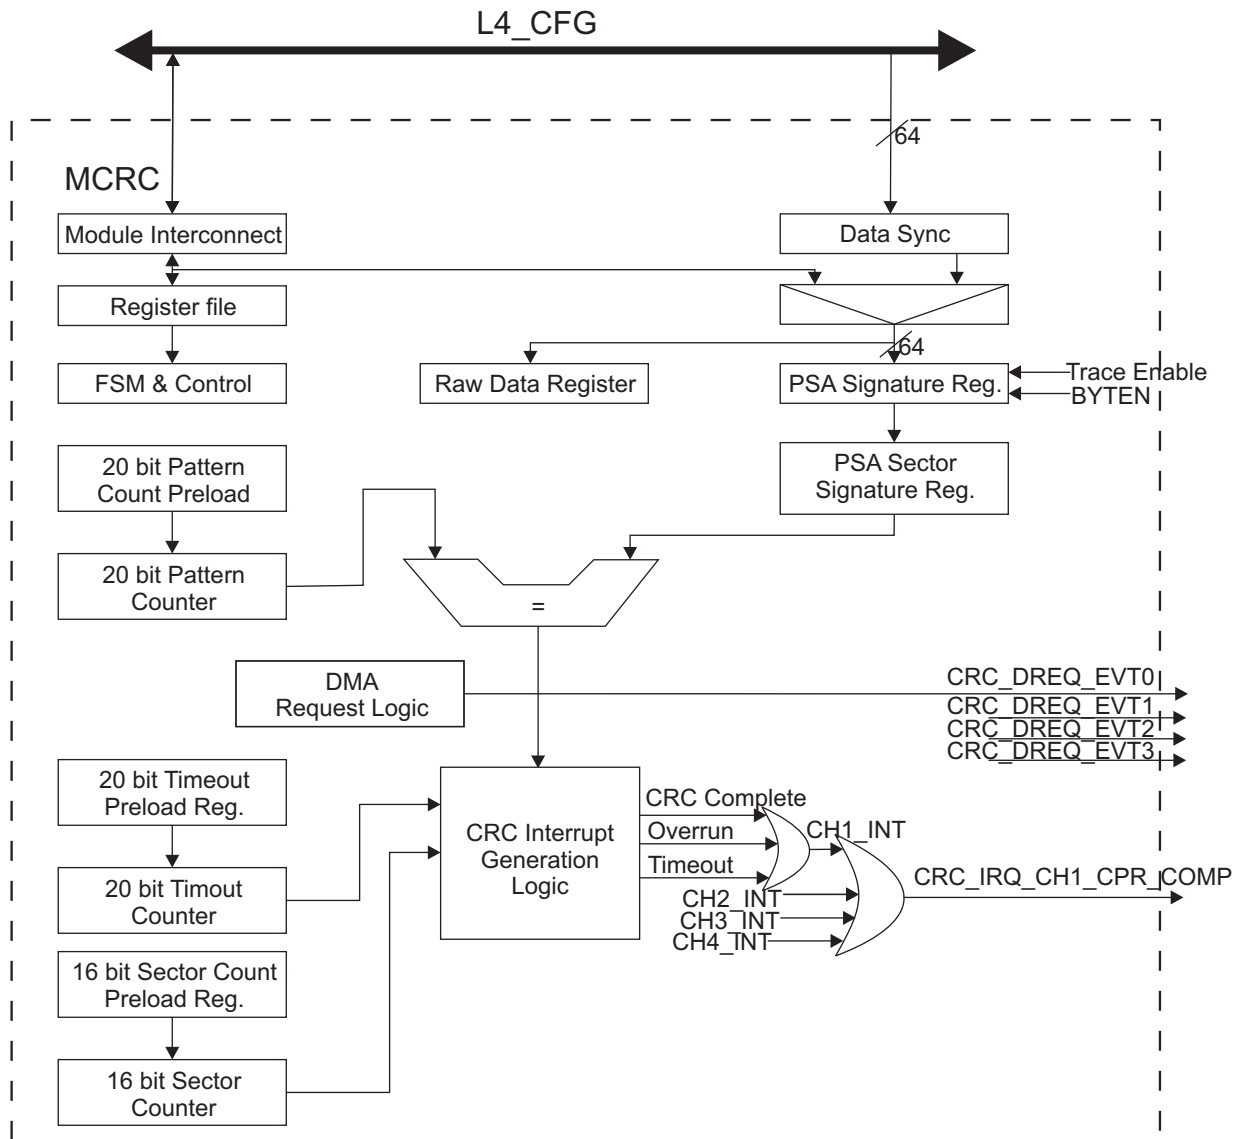 L4_CFG
64
MCRC
Module Interconnect
Data Sync
Register file
64
FSM & Control
Raw Data Register
PSA Signature Reg.
Trace Enable
BYTEN
20 bit Pattern
Count Preload
PSA Sector
Signature Reg.
20 bit Pattern
Counter
=
DMA
Request Logic
CRC_DREQ_EVT0
CRC_DREQ_EVT1
CRC_DREQ_EVT2
CRC_DREQ_EVT3
20 bit Timeout
Preload Reg.
CRC Interrupt
Generation
Logic
CRC Complete
Overrun
Timeout
CH1_INT
CH2_INT
CH3_INT
CH4_INT
CRC_IRQ_CH1_CPR_COMP
20 bit Timout
Counter
16 bit Sector Count
Preload Reg.
16 bit Sector
Counter